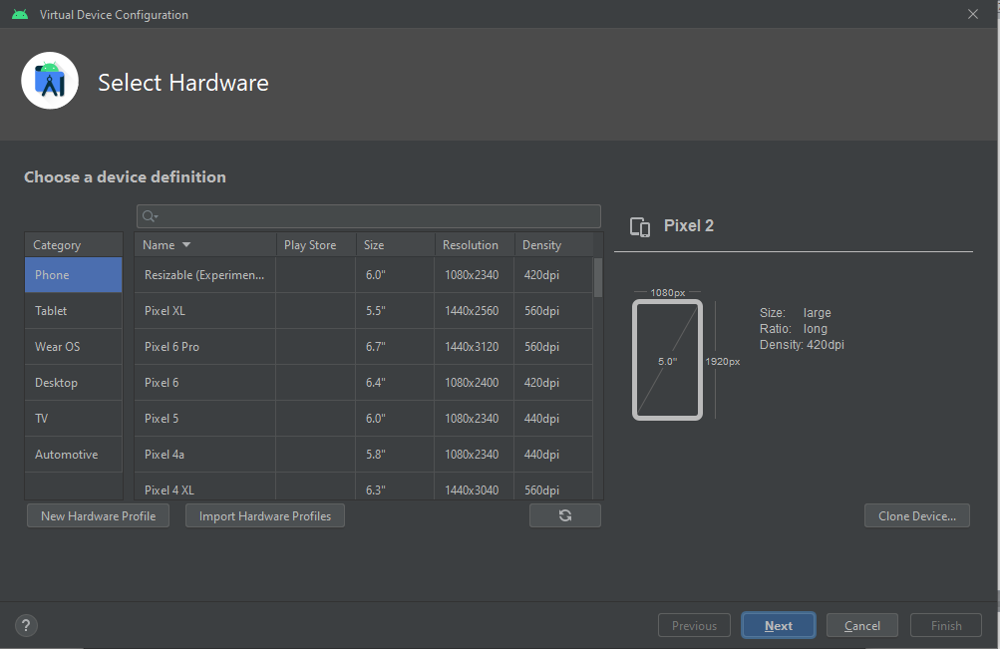 Virtual Device Configuration
Select Hardware
Choose a device definition
Category
Phone
Tablet
Wear OS
Desktop
TV
Automotive
Name Play Store Size Resolution Density
Resizable (Experimen... 6.0" 1080x2340 420dpi
Pixel XL 5.5" 1440x2560 560dpi
Pixel 6 Pro 6.7" 1440x3120 560dpi
Pixel 6 6.4" 1080x2400 420dpi
Pixel 5 6.0" 1080x2340 440dpi
Pixel 4a 5.8" 1080x2340 440dpi
Pixel 4 XL 6.3" 1440x3040 560dpi
New Hardware Profile Import Hardware Profiles
Pixel 2
1080px
5.0"
1920px
Size: large
Ratio: long
Density: 420dpi
Clone Device...
? Previous Next Cancel Finish